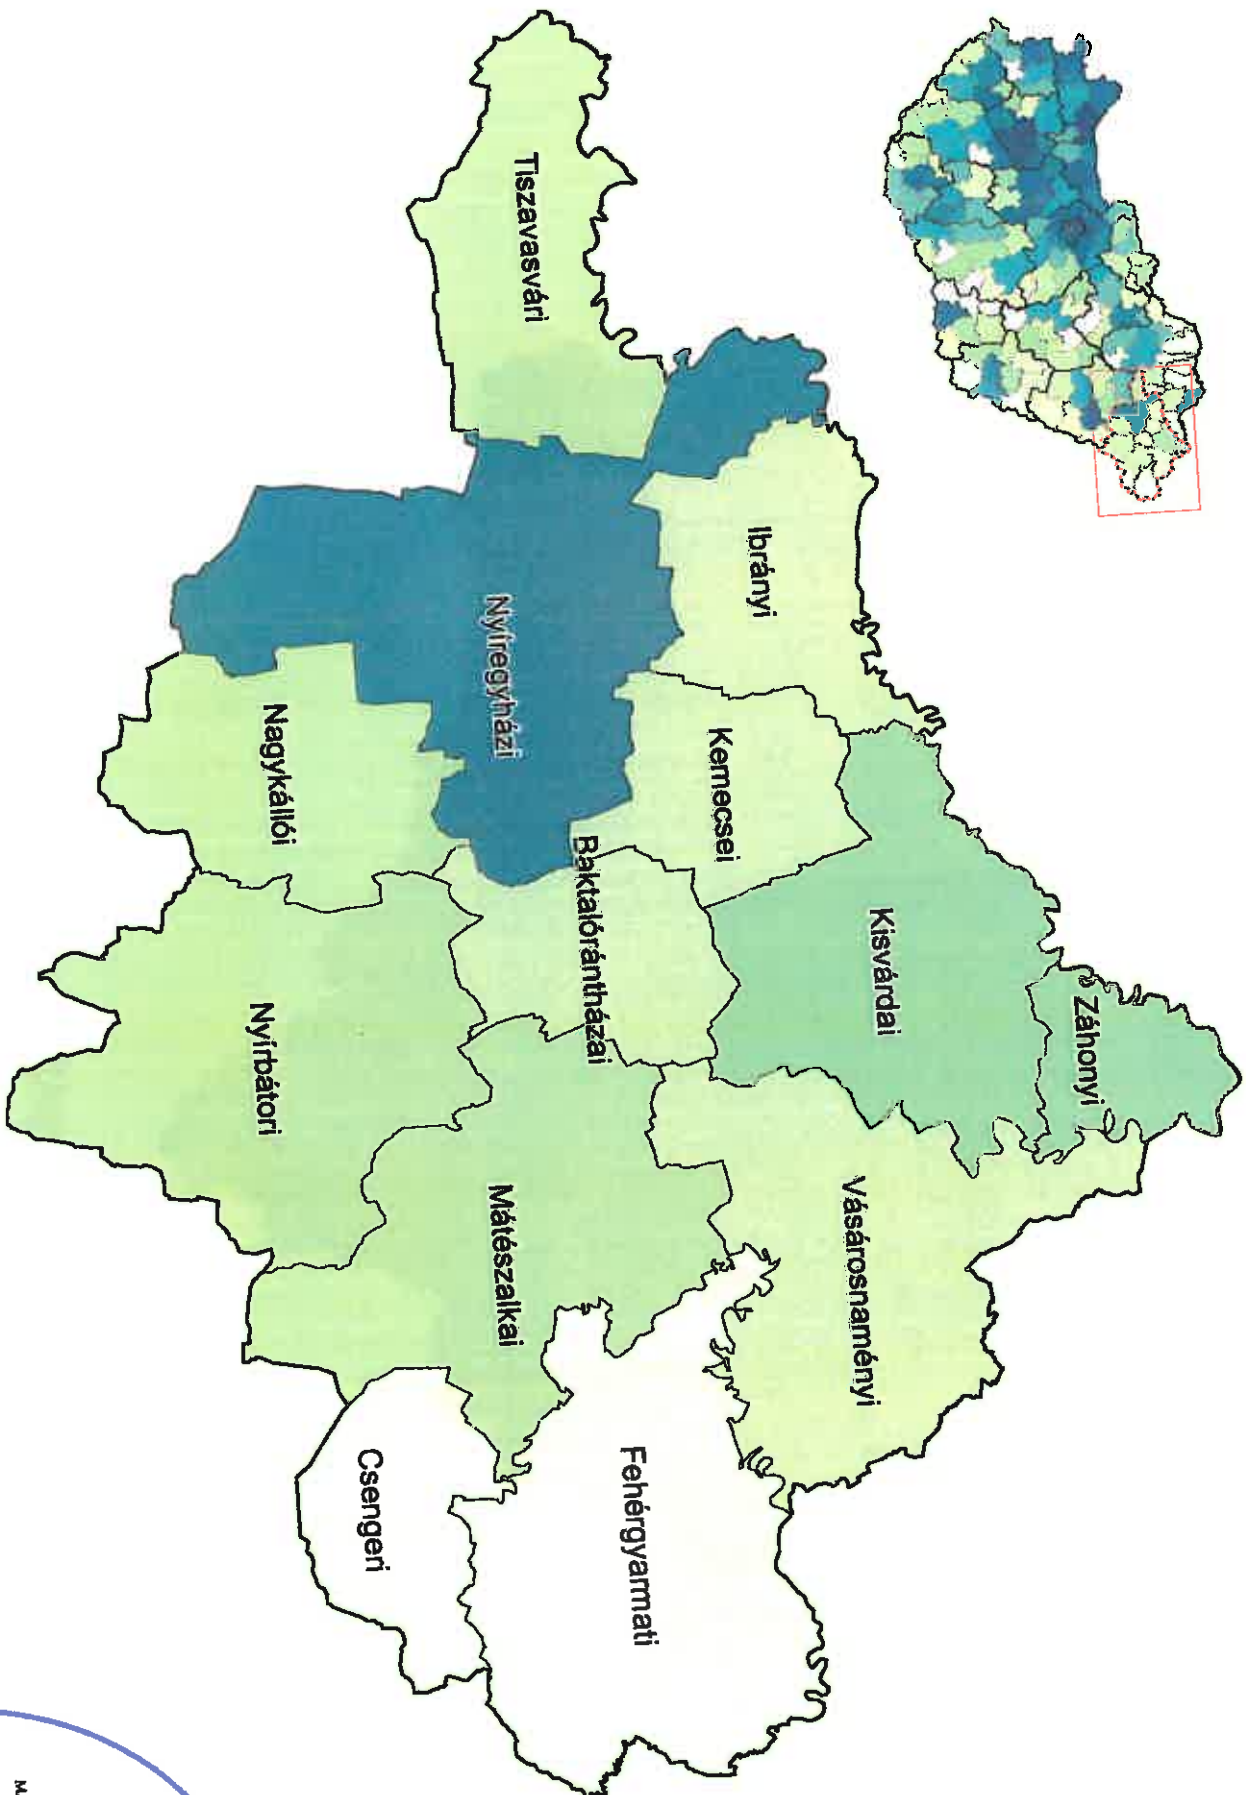 Záhonyi
Kisvárdai
Vásárosnaményi
Ibrányi
Kemecsei
Tiszavasvári
Baktalórántházai
Fehérgyarmati
Nyíregyházi
Mátészalkai
Csengeri
Nagykállói
Nyírbátori
M.